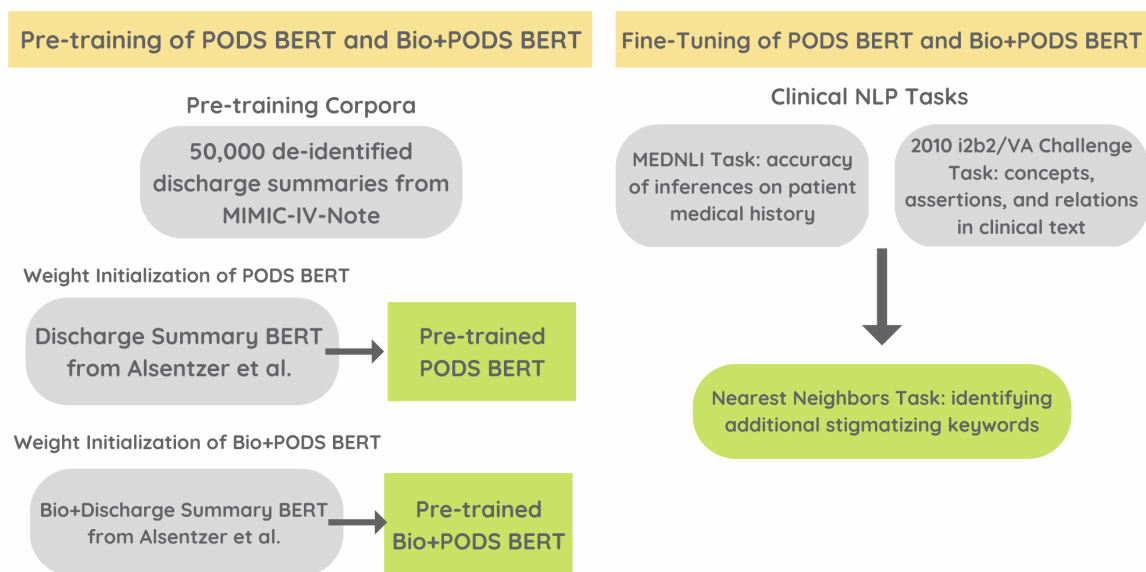 Pre-training of PODS BERT and Bio+PODS BERT
Pre-training Corpora
50,000 de-identified
discharge summaries from
MIMIC-IV-Note
Weight Initialization of PODS BERT
Discharge Summary BERT
from Alsentzer et al.
Pre-trained
PODS BERT
Weight Initialization of Bio+PODS BERT
Bio+Discharge Summary BERT
from Alsentzer et al.
Pre-trained
Bio+PODS BERT
Fine-Tuning of PODS BERT and Bio+PODS BERT
Clinical NLP Tasks
MEDNLI Task: accuracy
of inferences on patient
medical history
2010 i2b2/VA Challenge
Task: concepts,
assertions, and relations
in clinical text
Nearest Neighbors Task: identifying
additional stigmatizing keywords